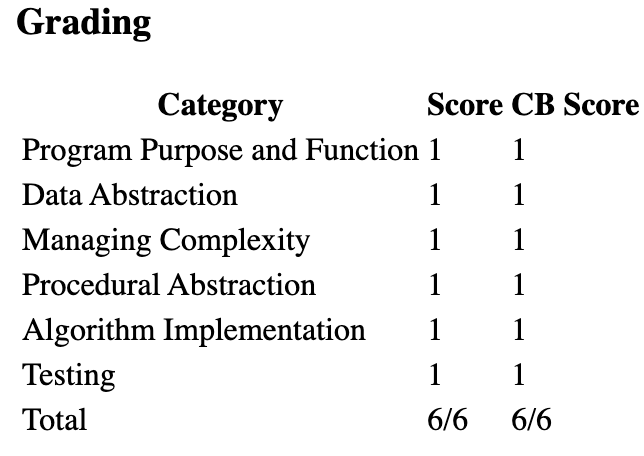 Grading
Category Score CB Score
Program Purpose and Function 1 1
Data Abstraction 1 1
Managing Complexity 1 1
Procedural Abstraction 1 1
Algorithm Implementation 1 1
Testing 1 1
Total 6/6 6/6